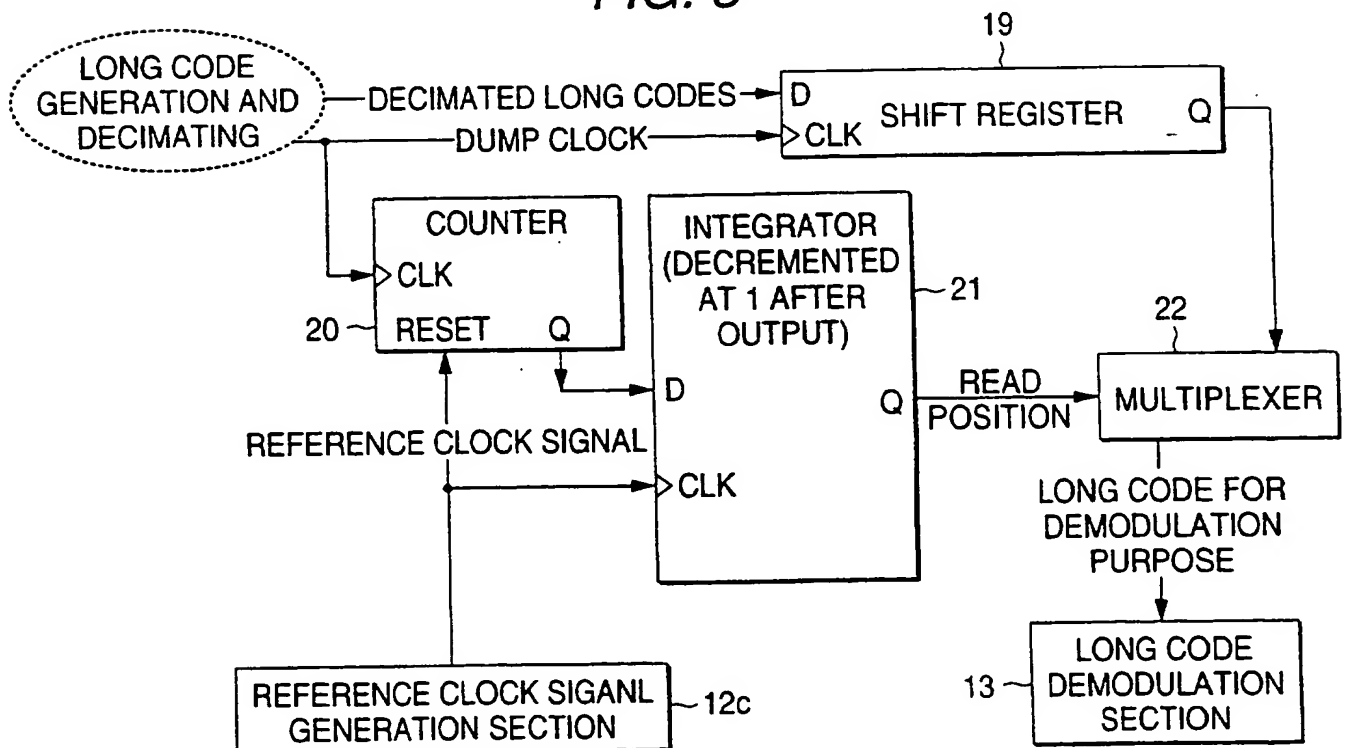 19
LONG CODE
GENERATION AND
DECIMATING
DECIMATED LONG CODES
DUMP CLOCK
D
CLK
SHIFT REGISTER
Q
COUNTER
CLK
20
RESET
Q
INTEGRATOR
(DECREMENTED
AT 1 AFTER
OUTPUT)
21
D
Q
CLK
REFERENCE CLOCK SIGNAL
READ
POSITION
22
MULTIPLEXER
LONG CODE FOR
DEMODULATION
PURPOSE
REFERENCE CLOCK SIGANL
GENERATION SECTION
12c
13
LONG CODE
DEMODULATION
SECTION